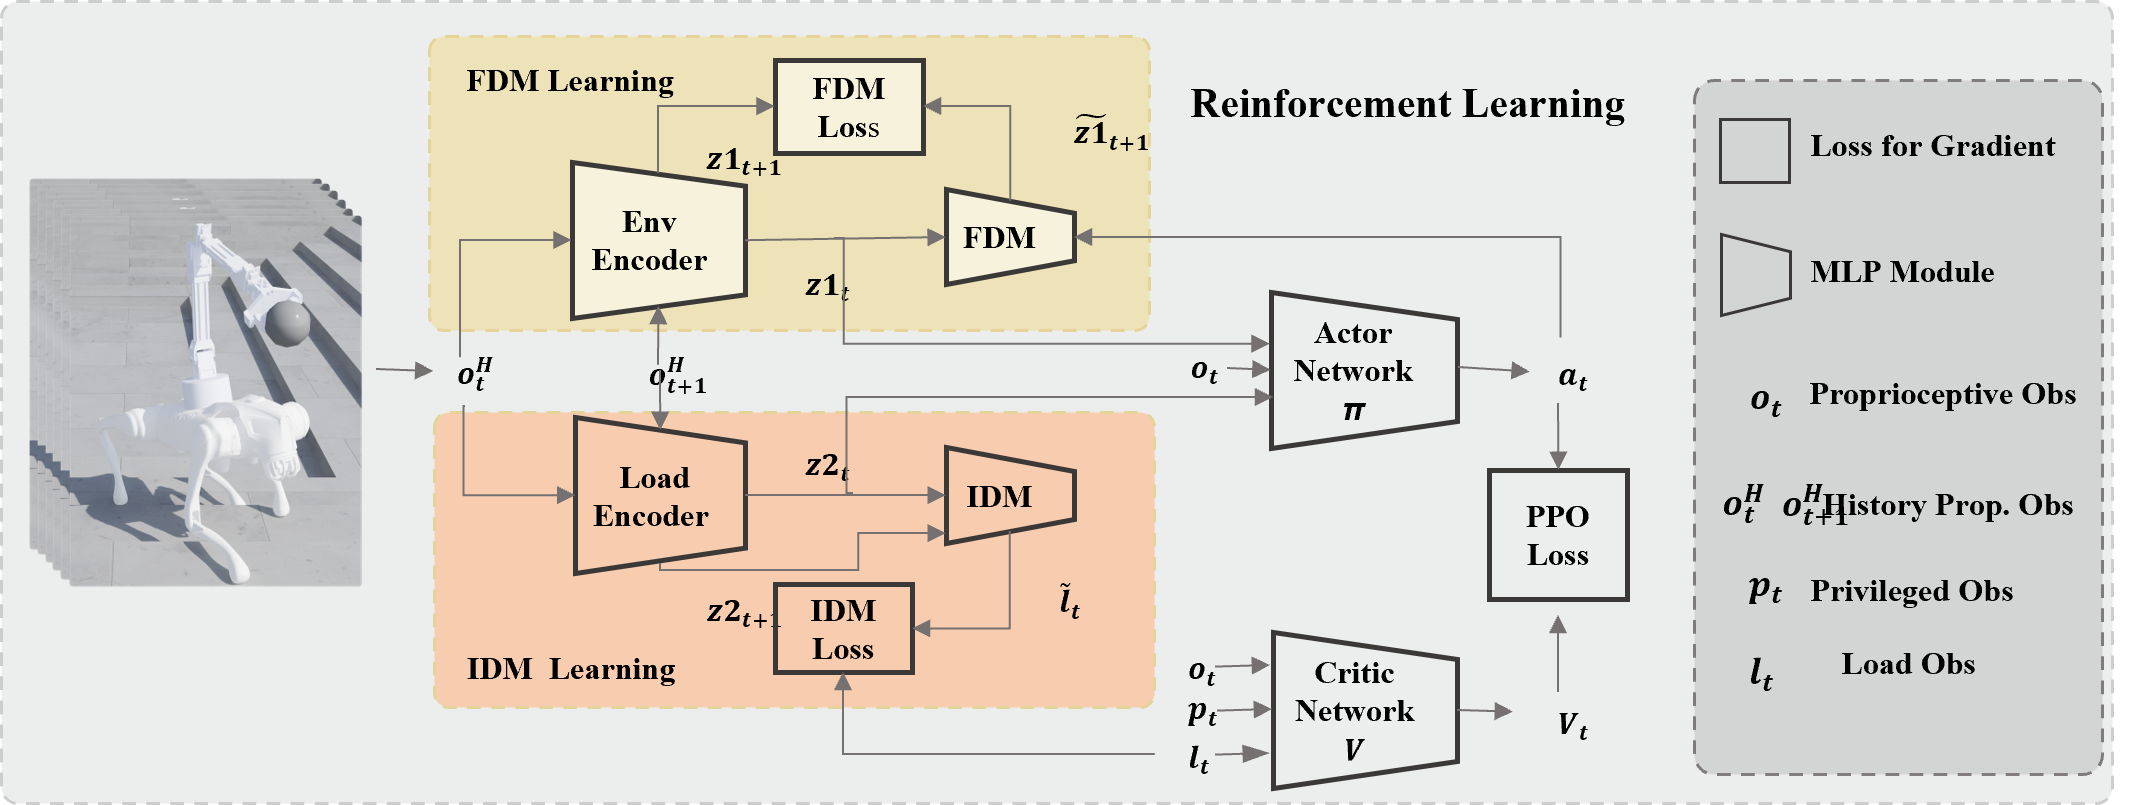 FDM Learning
FDM
Loss
Reinforcement Learning
z1_{t+1}
\widetilde{z1}_{t+1}
Env
Encoder
FDM
z1_t
o_t^H
o_{t+1}^H
Actor
Network
π
o_t
a_t
Load
Encoder
z2_t
IDM
z2_{t+1}
IDM
Loss
\tilde{l}_t
IDM Learning
PPO
Loss
o_t
p_t
l_t
Critic
Network
V
V_t
Loss for Gradient
MLP Module
o_t Proprioceptive Obs
o_t^H o_{t+1}^H History Prop. Obs
p_t Privileged Obs
l_t Load Obs